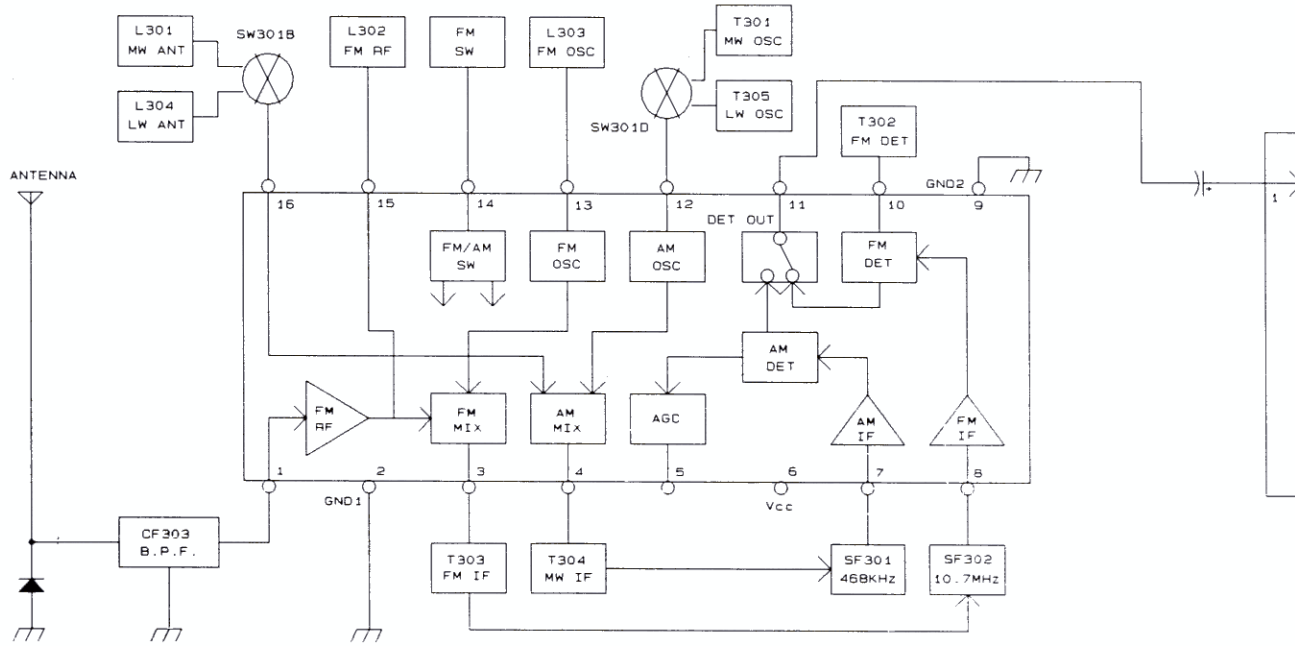 L301
MW ANT
SW301B
L302
FM RF
FM
SW
L303
FM OSC
T301
MW OSC
L304
LW ANT
T305
LW OSC
SW301D
T302
FM DET
ANTENNA
GND2
16
15
14
13
12
11
10
9
1
DET OUT
FM/AM
SW
FM
OSC
AM
OSC
FM
DET
AM
DET
FM
RF
FM
MIX
AM
MIX
AGC
AM
IF
FM
IF
1
2
3
4
5
6
7
8
GND1
Vcc
CF303
B.P.F.
T303
FM IF
T304
MW IF
SF301
468KHz
SF302
10.7MHz